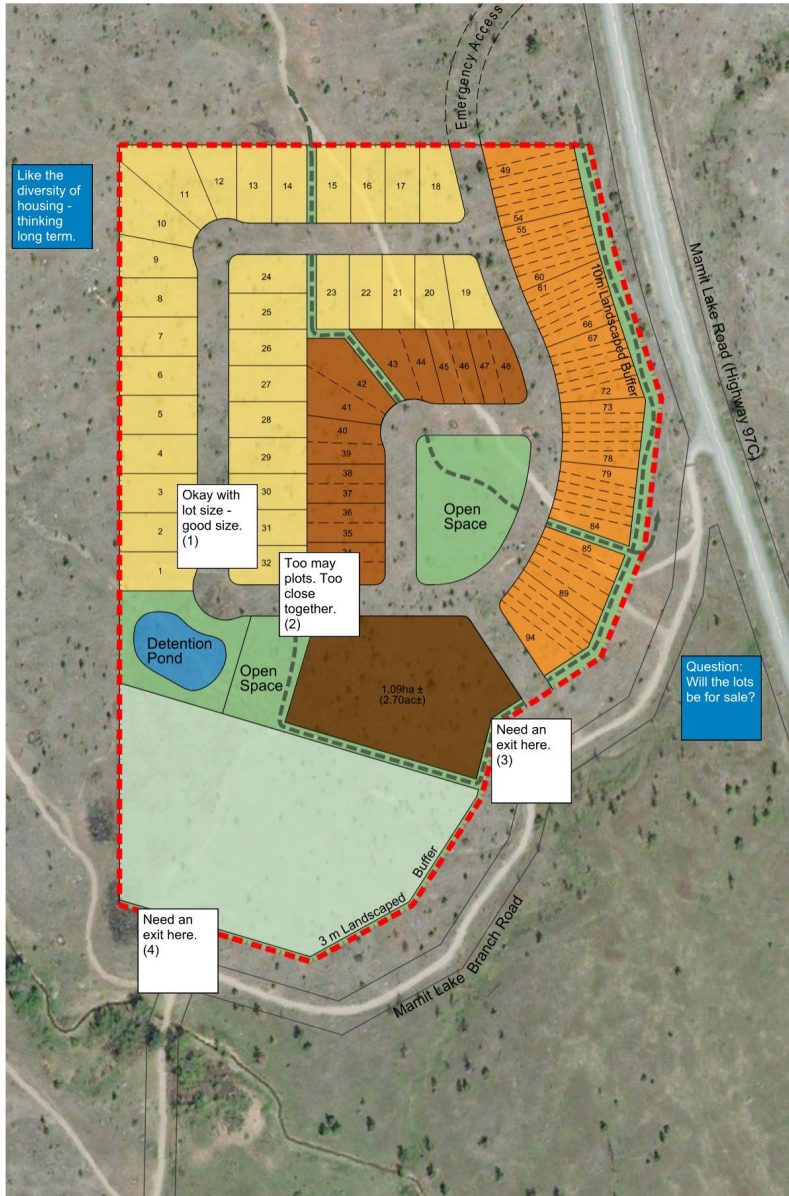 Emergency Access
Like the
diversity of
housing -
thinking
long term.
11
12
13
14
15
16
17
18
49
10
54
55
9
24
23
22
21
20
19
60
61
8
25
10m Landscaped Buffer
Mamit Lake Road (Highway 97C)
7
26
43
44
45
46
47
48
66
67
6
27
42
72
73
5
28
41
40
4
29
39
78
79
38
3
Okay with
lot size -
good size.
(1)
30
37
36
Open
Space
2
31
35
84
85
1
32
34
Too may
plots. Too
close
together.
(2)
89
94
Detention
Pond
Open
Space
1.09ha ±
(2.70ac±)
Question:
Will the lots
be for sale?
Need an
exit here.
(3)
3 m Landscaped Buffer
Need an
exit here.
(4)
Mamit Lake Branch Road